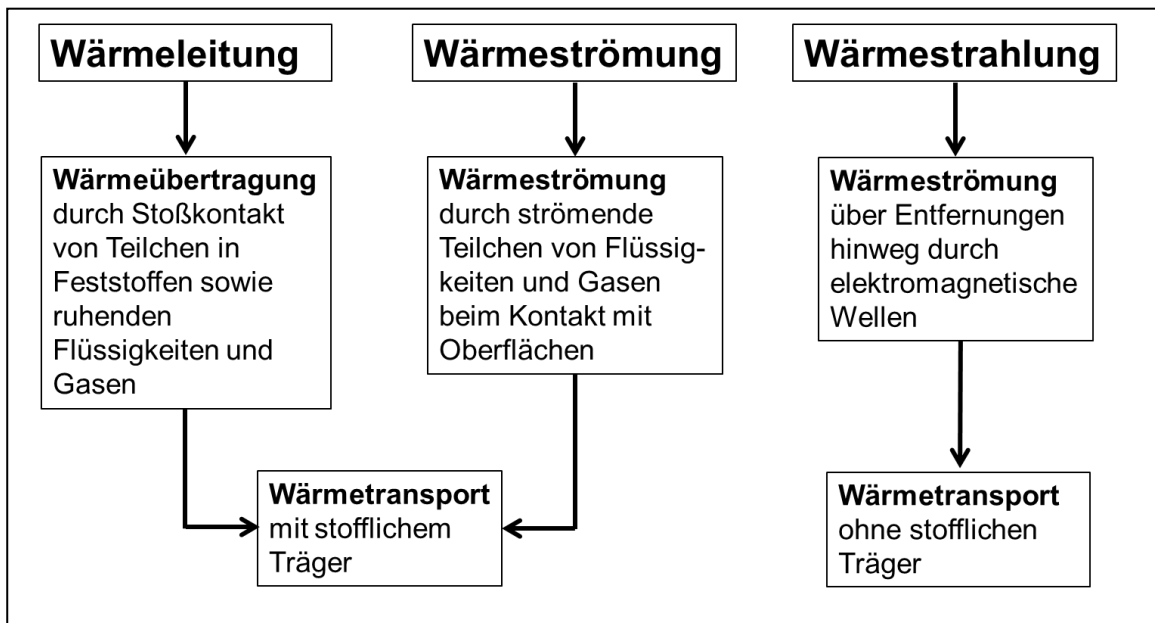 Wärmeleitung
Wärmeströmung
Wärmestrahlung
Wärmeübertragung
durch Stoßkontakt
von Teilchen in
Feststoffen sowie
ruhenden
Flüssigkeiten und
Gasen
Wärmeströmung
durch strömende
Teilchen von Flüssig-
keiten und Gasen
beim Kontakt mit
Oberflächen
Wärmeströmung
über Entfernungen
hinweg durch
elektromagnetische
Wellen
Wärmetransport
mit stofflichem
Träger
Wärmetransport
ohne stofflichen
Träger